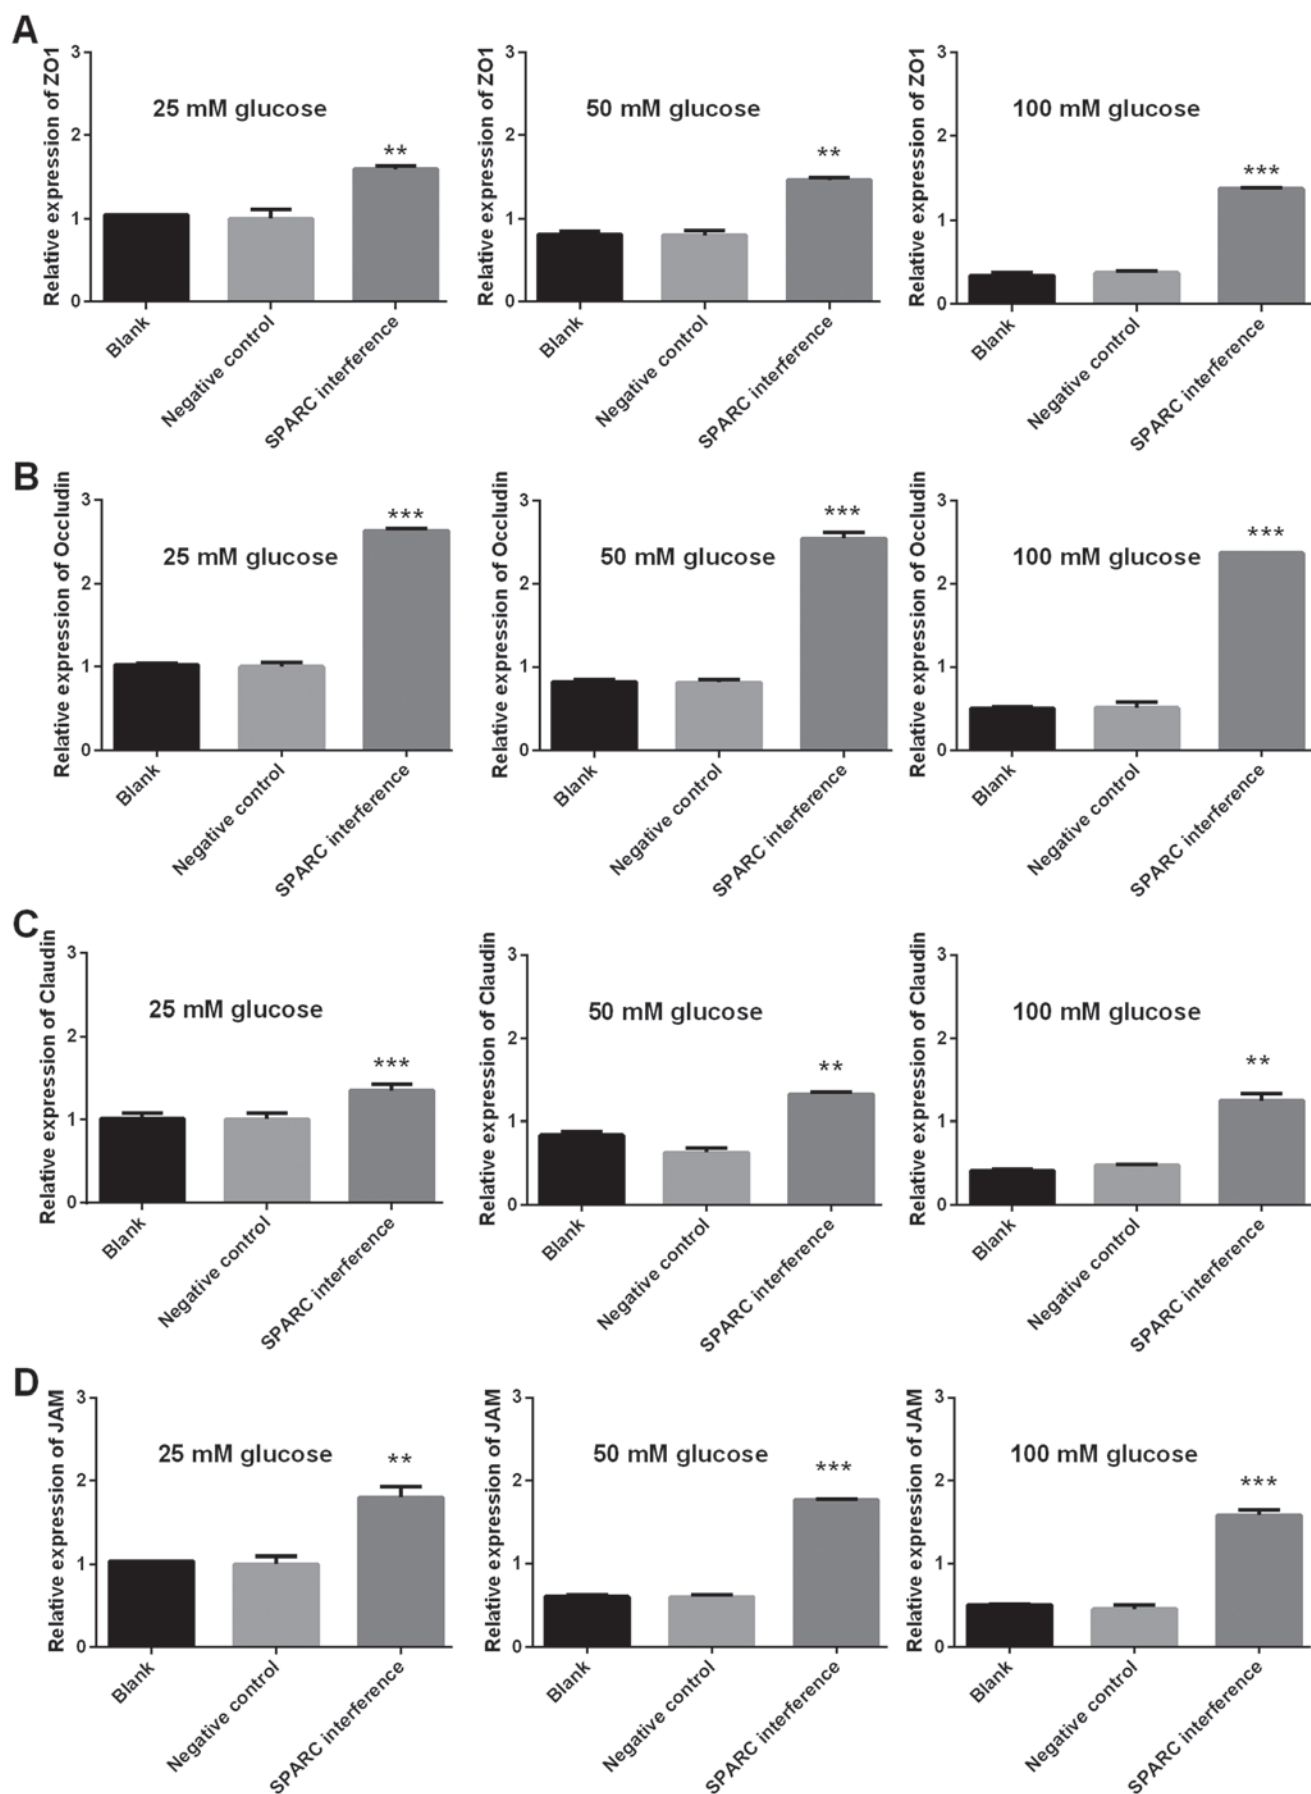 A
Relative expression of ZO1
3
2
1
0
25 mM glucose
**
Blank
Negative control
SPARC interference
Relative expression of ZO1
3
2
1
0
50 mM glucose
**
Blank
Negative control
SPARC interference
Relative expression of ZO1
3
2
1
0
100 mM glucose
***
Blank
Negative control
SPARC interference
B
Relative expression of Occludin
3
2
1
0
25 mM glucose
***
Blank
Negative control
SPARC interference
Relative expression of Occludin
3
2
1
0
50 mM glucose
***
Blank
Negative control
SPARC interference
Relative expression of Occludin
3
2
1
0
100 mM glucose
***
Blank
Negative control
SPARC interference
C
Relative expression of Claudin
3
2
1
0
25 mM glucose
***
Blank
Negative control
SPARC interference
Relative expression of Claudin
3
2
1
0
50 mM glucose
**
Blank
Negative control
SPARC interference
Relative expression of Claudin
3
2
1
0
100 mM glucose
**
Blank
Negative control
SPARC interference
D
Relative expression of JAM
3
2
1
0
25 mM glucose
**
Blank
Negative control
SPARC interference
Relative expression of JAM
3
2
1
0
50 mM glucose
***
Blank
Negative control
SPARC interference
Relative expression of JAM
3
2
1
0
100 mM glucose
***
Blank
Negative control
SPARC interference